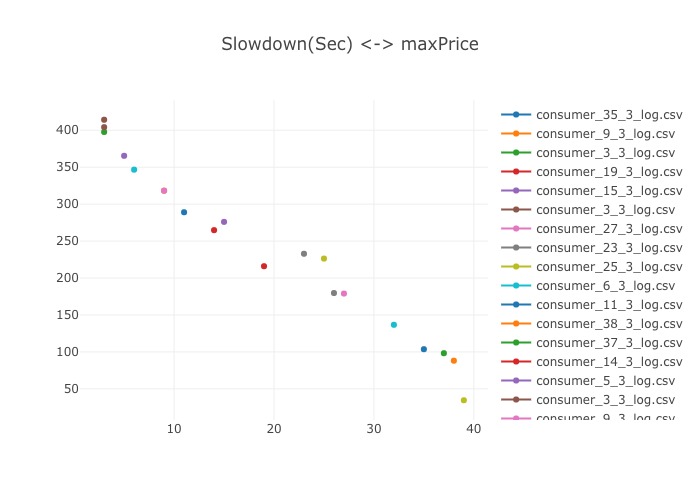 Slowdown(Sec) <-> maxPrice
400
350
300
250
200
150
100
50
10
20
30
40
consumer_35_3_log.csv
consumer_9_3_log.csv
consumer_3_3_log.csv
consumer_19_3_log.csv
consumer_15_3_log.csv
consumer_3_3_log.csv
consumer_27_3_log.csv
consumer_23_3_log.csv
consumer_25_3_log.csv
consumer_6_3_log.csv
consumer_11_3_log.csv
consumer_38_3_log.csv
consumer_37_3_log.csv
consumer_14_3_log.csv
consumer_5_3_log.csv
consumer_3_3_log.csv
consumer_9_3_log.csv